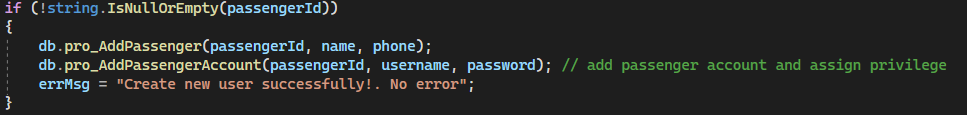 if (!string.IsNullOrEmpty(passengerId))
{
db.pro_AddPassenger(passengerId, name, phone);
db.pro_AddPassengerAccount(passengerId, username, password); // add passenger account and assign privilege
errMsg = "Create new user successfully!. No error";
}